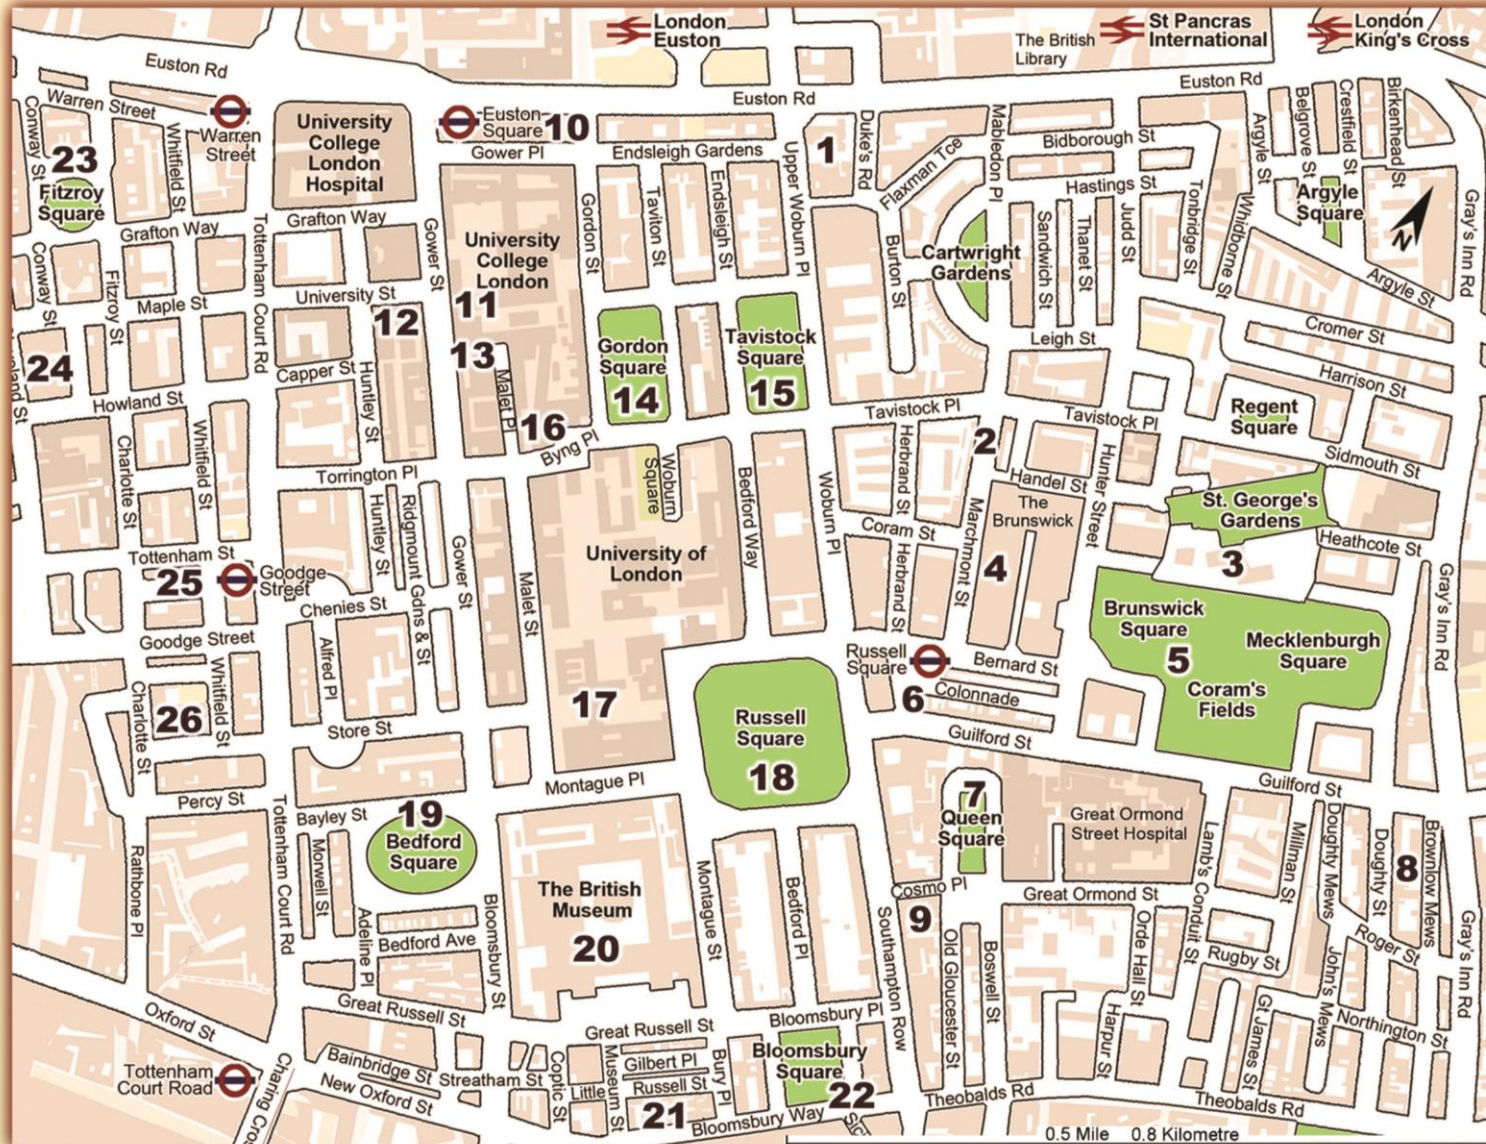 London
Euston
St Pancras
International
London
King's Cross
The British
Library
Euston Rd
Euston Rd
Euston Rd
Warren Street
Warren
Street
Conway St
23
Fitzroy
Square
Whitfield St
University
College
London
Hospital
Euston
Square
10
Gower Pl
Endsleigh Gardens
Upper Woburn Pl
1
Duke's Rd
Flaxman Tce
Mabledon Pl
Bidborough St
Hastings St
Argyle St
Belgrove St
Crestfield St
Birkenhead St
Argyle
Square
N
Gray's Inn Rd
Grafton Way
Grafton Way
Tottenham Court Rd
Gower St
University
College
London
11
Gordon St
Taviton St
Endsleigh St
Burton St
Cartwright
Gardens
Sandwich St
Thanet St
Judd St
Tonbridge St
Whidborne St
Argyle St
Conway St
Fitzroy St
Maple St
University St
12
13
Malet Pl
Gordon
Square
14
Tavistock
Square
15
Leigh St
Cromer St
Harrison St
24
Howland St
Capper St
Huntley St
16
Byng Pl
Tavistock Pl
Tavistock Pl
2
Regent
Square
Sidmouth St
Charlotte St
Whitfield St
Torrington Pl
Huntley St
Ridgmount Gdns & St
Gower St
Malet St
Woburn
Square
Bedford Way
Woburn Pl
Herbrand St
Coram St
Herbrand St
Marchmont St
Handel St
The
Brunswick
4
Hunter Street
St. George's
Gardens
3
Heathcote St
Gray's Inn Rd
University of
London
Tottenham St
25
Goodge
Street
Chenies St
Goodge Street
Alfred Pl
Charlotte St
Whitfield St
26
Store St
17
Russell
Square
Bernard St
6
Colonnade
Guilford St
Brunswick
Square
5
Mecklenburgh
Square
Coram's
Fields
Guilford St
Russell
Square
18
Montague Pl
Percy St
Tottenham Court Rd
Bayley St
19
Bedford
Square
Morwell St
Adeline Pl
Bedford Ave
Bloomsbury St
Rathbone Pl
The British
Museum
20
Montague St
Bedford Pl
Southampton Row
7
Queen
Square
Great Ormond
Street Hospital
Cosmo Pl
9
Great Ormond St
Old Gloucester St
Boswell St
Orde Hall St
Harpur St
Lamb's Conduit St
Millman St
Doughty Mews
Doughty St
8
Brownlow Mews
Roger St
Rugby St
John's Mews
Gt James St
Northington St
Gray's Inn Rd
Oxford St
Great Russell St
Great Russell St
Bloomsbury Pl
Bloomsbury
Square
22
Tottenham
Court Road
Charing Cros
Bainbridge St
New Oxford St
Streatham St
Coptic St
Little
Museum St
Gilbert Pl
Russell St
21
Bury Pl
Bloomsbury Way
Theobalds Rd
Theobalds Rd
0.5 Mile 0.8 Kilometre